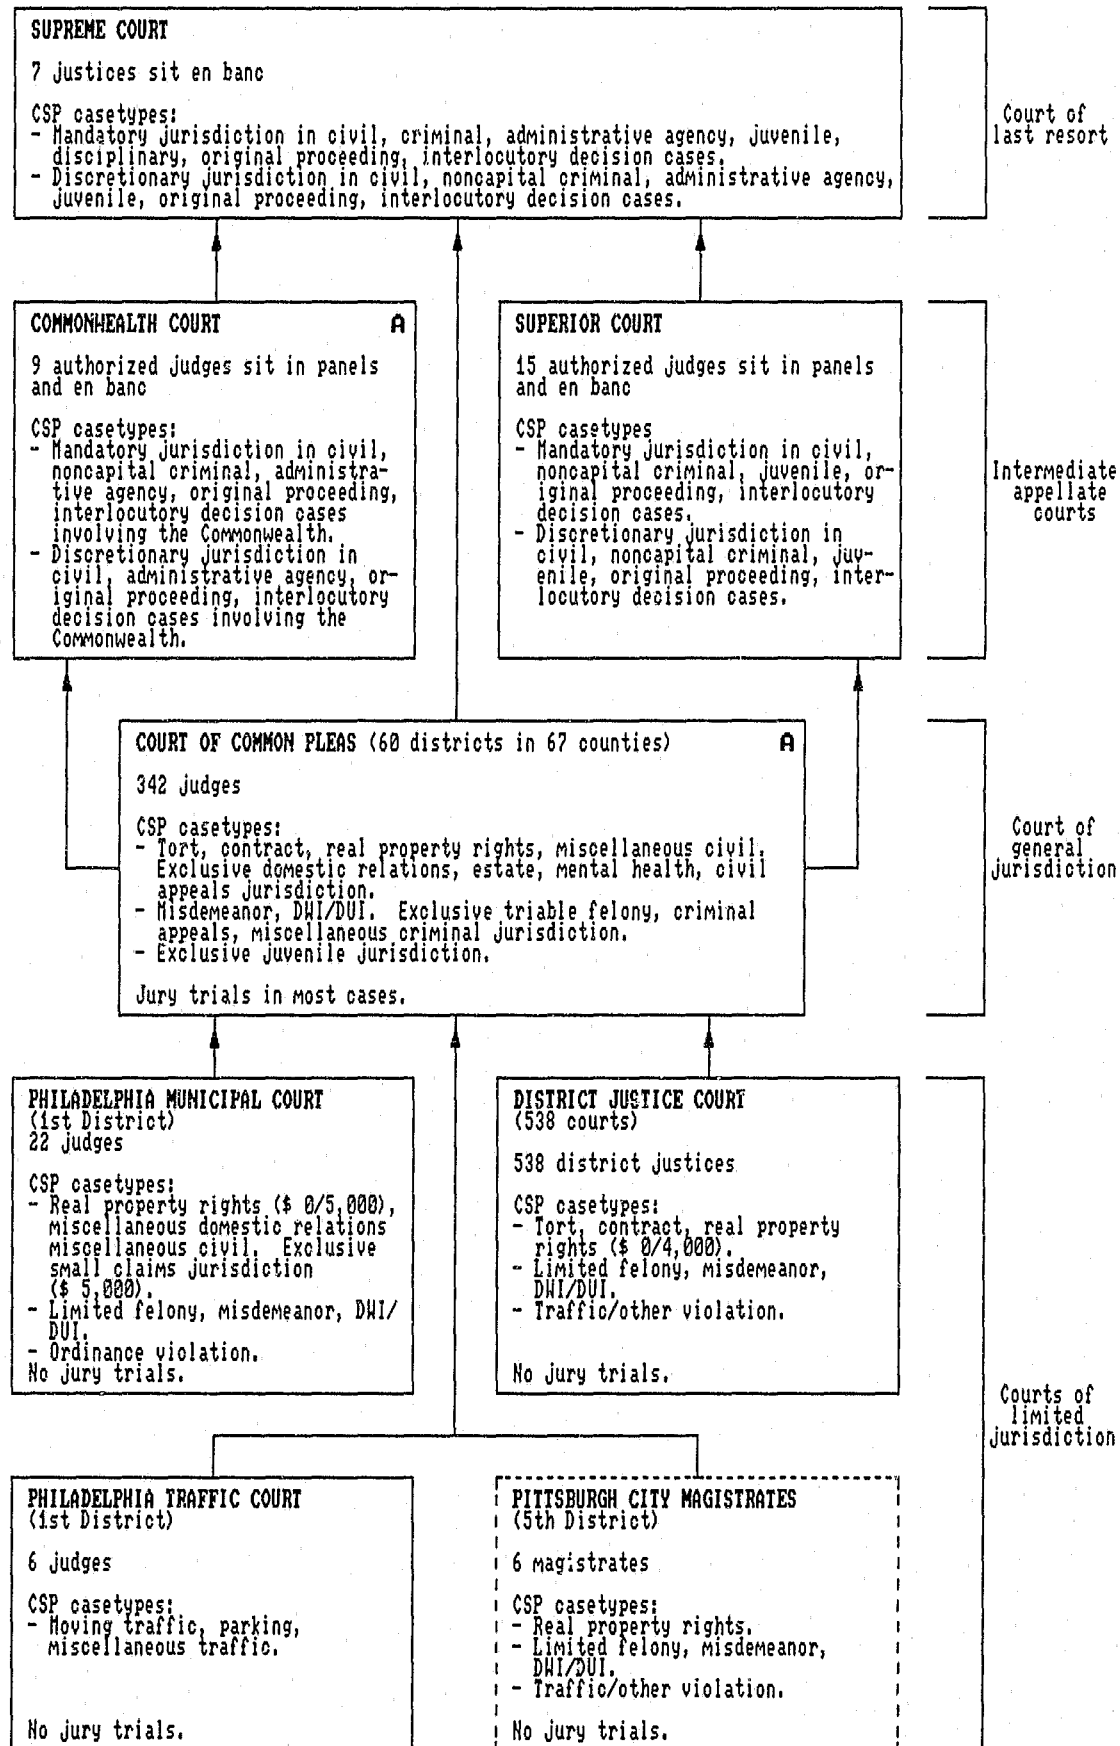 SUPREME COURT
7 justices sit en banc
CSP casetypes:
- Mandatory jurisdiction in civil, criminal, administrative agency, juvenile,
disciplinary, original proceeding, interlocutory decision cases.
- Discretionary jurisdiction in civil, noncapital criminal, administrative agency,
juvenile, original proceeding, interlocutory decision cases.
Court of
last resort
COMMONWEALTH COURT A
9 authorized judges sit in panels
and en banc
CSP casetypes:
- Mandatory jurisdiction in civil,
noncapital criminal, administra-
tive agency, original proceeding,
interlocutory decision cases
involving the Commonwealth.
- Discretionary jurisdiction in
civil, administrative agency, or-
iginal proceeding, interlocutory
decision cases involving the
Commonwealth.
SUPERIOR COURT
15 authorized judges sit in panels
and en banc
CSP casetypes
- Mandatory jurisdiction in civil,
noncapital criminal, juvenile, or-
iginal proceeding, interlocutory
decision cases.
- Discretionary jurisdiction in
civil, noncapital criminal, juv-
enile, original proceeding, inter-
locutory decision cases.
Intermediate
appellate
courts
COURT OF COMMON PLEAS (60 districts in 67 counties) A
342 judges
CSP casetypes:
- Tort, contract, real property rights, miscellaneous civil.
Exclusive domestic relations, estate, mental health, civil
appeals jurisdiction.
- Misdemeanor, DWI/DUI. Exclusive triable felony, criminal
appeals, miscellaneous criminal jurisdiction.
- Exclusive juvenile jurisdiction.
Jury trials in most cases.
Court of
general
jurisdiction
PHILADELPHIA MUNICIPAL COURT
(1st District)
22 judges
CSP casetypes:
- Real property rights ($ 0/5,000),
miscellaneous domestic relations
miscellaneous civil. Exclusive
small claims jurisdiction
($ 5,000).
- Limited felony, misdemeanor, DWI/
DUI.
- Ordinance violation.
No jury trials.
DISTRICT JUSTICE COURT
(538 courts)
538 district justices
CSP casetypes:
- Tort, contract, real property
rights ($ 0/4,000).
- Limited felony, misdemeanor,
DWI/DUI.
- Traffic/other violation.
No jury trials.
Courts of
limited
jurisdiction
PHILADELPHIA TRAFFIC COURT
(1st District)
6 judges
CSP casetypes:
- Moving traffic, parking,
miscellaneous traffic.
No jury trials.
PITTSBURGH CITY MAGISTRATES
(5th District)
6 magistrates
CSP casetypes:
- Real property rights.
- Limited felony, misdemeanor,
DWI/DUI.
- Traffic/other violation.
No jury trials.